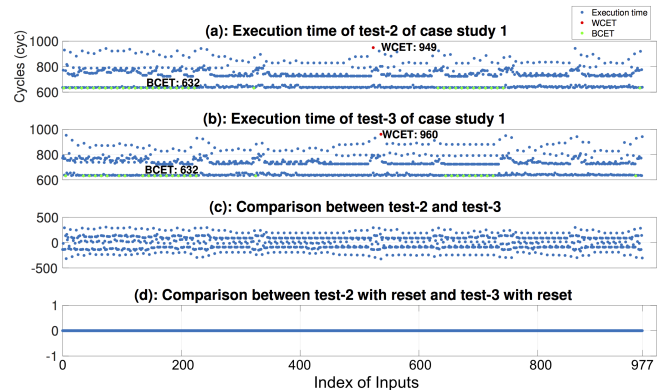 Execution time
WCET
BCET
(a): Execution time of test-2 of case study 1
Cycles (cyc)
1000
800
600
WCET: 949
BCET: 632
(b): Execution time of test-3 of case study 1
1000
800
600
WCET: 960
BCET: 632
(c): Comparison between test-2 and test-3
500
0
-500
(d): Comparison between test-2 with reset and test-3 with reset
1
0
-1
0 200 400 600 800 977
Index of Inputs